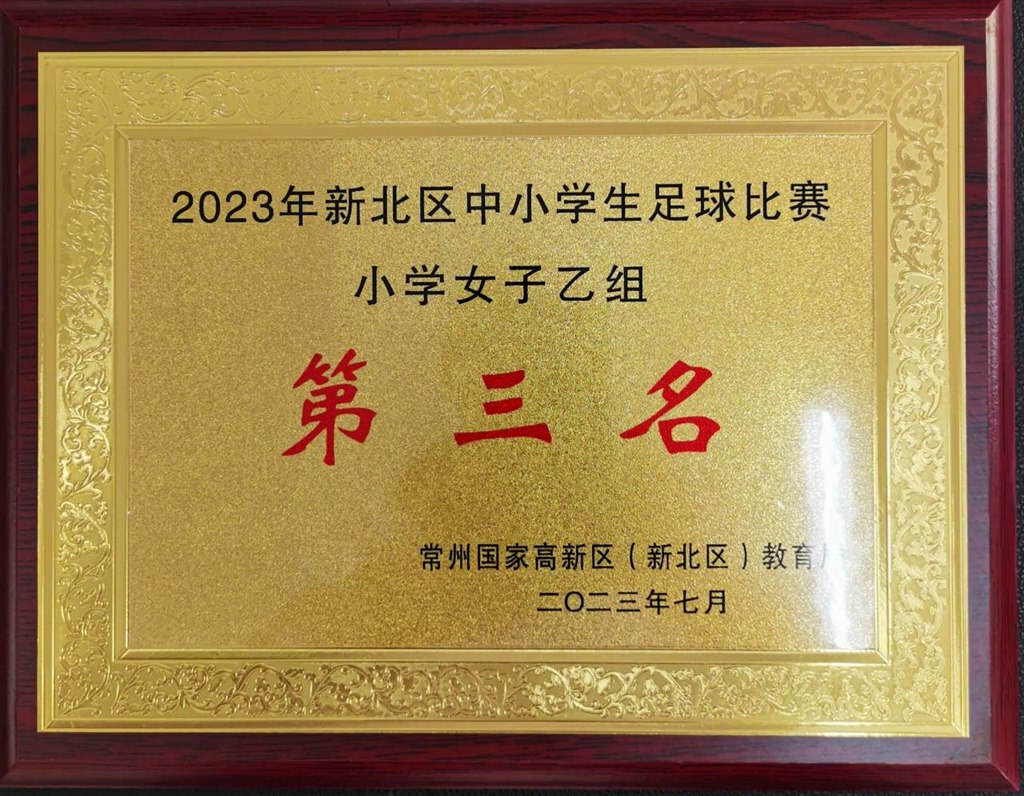 2023年新北区中小学生足球比赛
小学女子乙组
第三名
常州国家高新区（新北区）教育局
二〇二三年七月